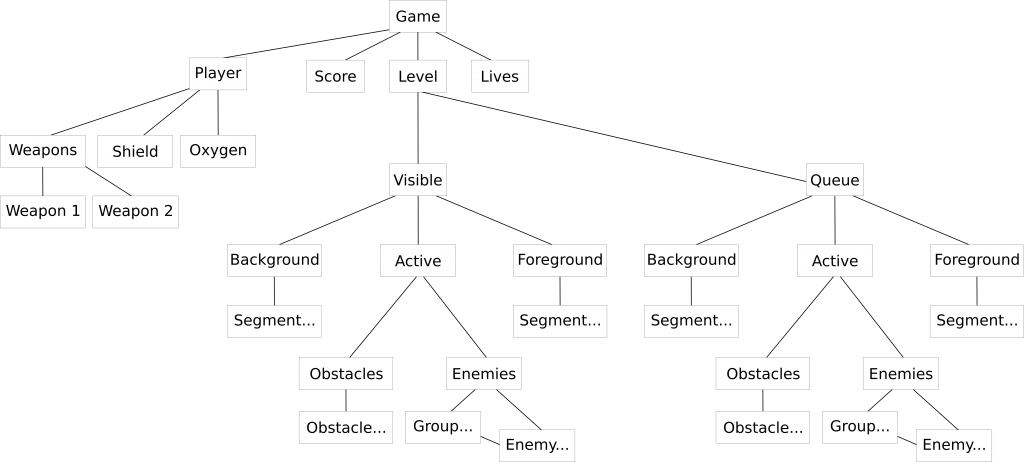 Game
Player
Score
Level
Lives
Weapons
Shield
Oxygen
Visible
Queue
Weapon 1
Weapon 2
Background
Active
Foreground
Background
Active
Foreground
Segment...
Segment...
Segment...
Segment...
Obstacles
Enemies
Obstacles
Enemies
Obstacle...
Group...
Enemy...
Obstacle...
Group...
Enemy...